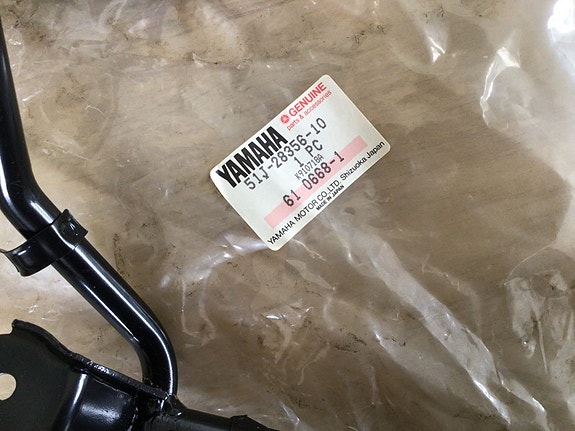 YAMAHA
GENUINE
parts & accessories
51J-28356-10
1 PC
K910718A
61 0668-1
YAMAHA MOTOR CO.,LTD. Shizuoka Japan
MADE IN JAPAN